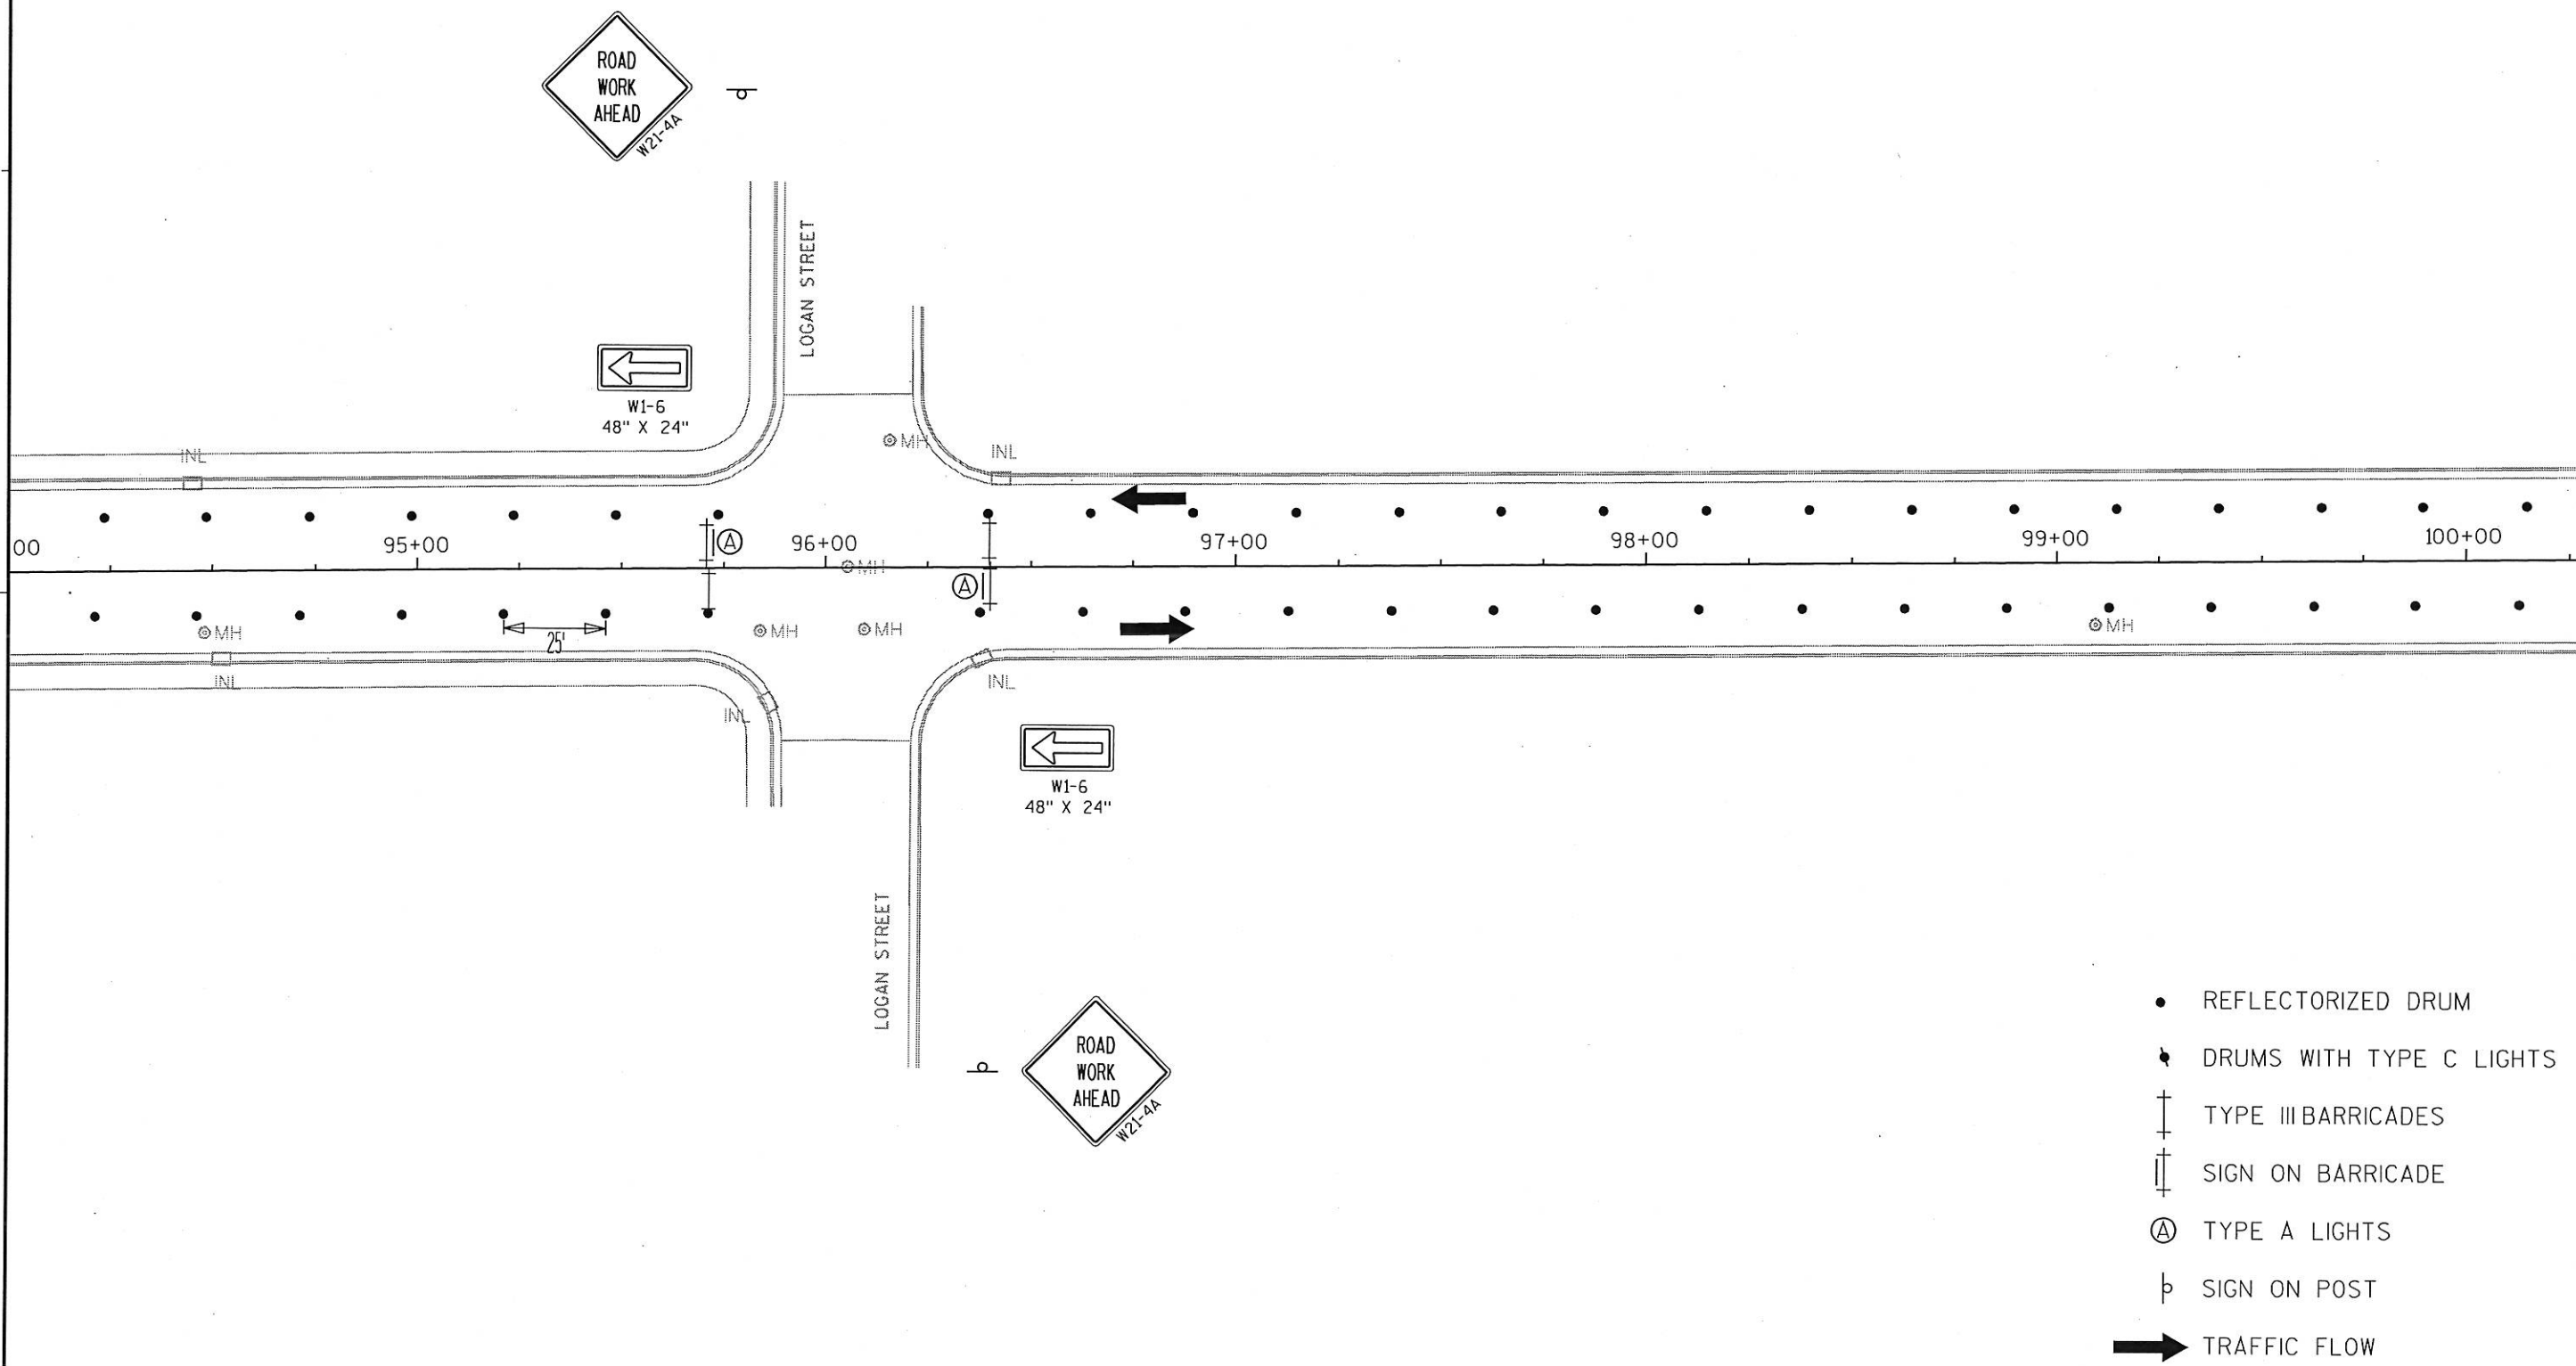 ROAD
WORK
AHEAD
W21-4A
LOGAN STREET
W1-6
48" X 24"
MH
INL
INL
00
95+00
A
96+00
97+00
98+00
99+00
100+00
MH
A
MH
25'
MH
MH
MH
INL
INL
INL
W1-6
48" X 24"
LOGAN STREET
ROAD
WORK
AHEAD
W21-4A
REFLECTORIZED DRUM
DRUMS WITH TYPE C LIGHTS
TYPE III BARRICADES
SIGN ON BARRICADE
A TYPE A LIGHTS
SIGN ON POST
TRAFFIC FLOW